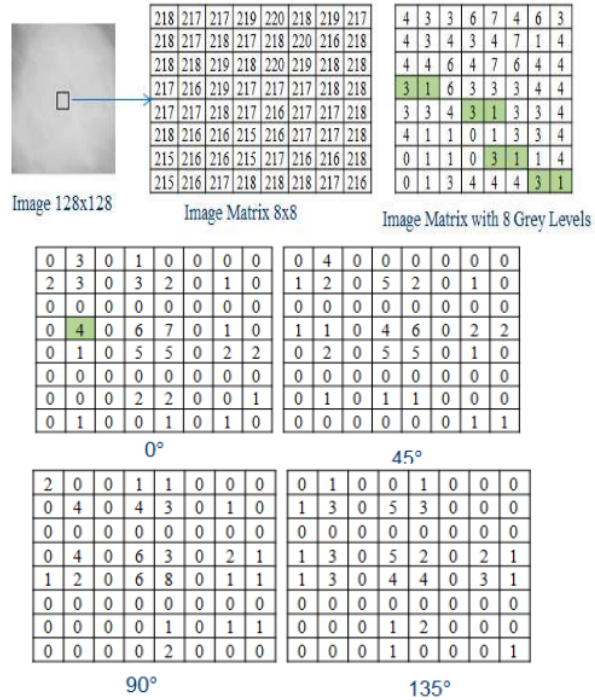 218 217 217 219 220 218 219 217
218 217 218 217 218 220 216 218
218 218 219 218 220 219 218 218
217 216 219 217 217 217 218 218
217 217 218 217 216 217 217 218
218 216 216 215 216 217 217 218
215 216 216 215 217 216 216 218
215 216 217 218 218 218 217 216
4 3 3 6 7 4 6 3
4 3 4 3 4 7 1 4
4 4 6 4 7 6 4 4
3 1 6 3 3 3 4 4
3 3 4 3 1 3 3 4
4 1 1 0 1 3 3 4
0 1 1 0 3 1 1 4
0 1 3 4 4 4 3 1
Image 128x128
Image Matrix 8x8
Image Matrix with 8 Grey Levels
0 3 0 1 0 0 0 0
2 3 0 3 2 0 1 0
0 0 0 0 0 0 0 0
0 4 0 6 7 0 1 0
0 1 0 5 5 0 2 2
0 0 0 0 0 0 0 0
0 0 0 2 2 0 0 1
0 1 0 0 1 0 1 0
0°
0 4 0 0 0 0 0 0
1 2 0 5 2 0 1 0
0 0 0 0 0 0 0 0
1 1 0 4 6 0 2 2
0 2 0 5 5 0 1 0
0 0 0 0 0 0 0 0
0 1 0 1 1 0 0 0
0 0 0 0 0 0 1 1
45°
2 0 0 1 1 0 0 0
0 4 0 4 3 0 1 0
0 0 0 0 0 0 0 0
0 4 0 6 3 0 2 1
1 2 0 6 8 0 1 1
0 0 0 0 0 0 0 0
0 0 0 0 1 0 1 1
0 0 0 0 2 0 0 0
90°
0 1 0 0 1 0 0 0
1 3 0 5 3 0 0 0
0 0 0 0 0 0 0 0
1 3 0 5 2 0 2 1
1 3 0 4 4 0 3 1
0 0 0 0 0 0 0 0
0 0 0 1 2 0 0 0
0 0 0 1 0 0 0 1
135°